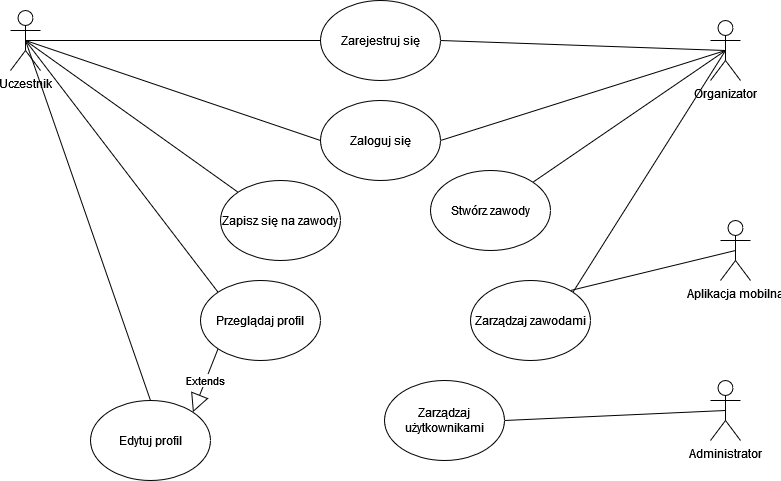 Zarejestruj się
Uczestnik
Organizator
Zaloguj się
Zapisz się na zawody
Stwórz zawody
Aplikacja mobilna
Przeglądaj profil
Zarządzaj zawodami
Extends
Edytuj profil
Zarządzaj
użytkownikami
Administrator